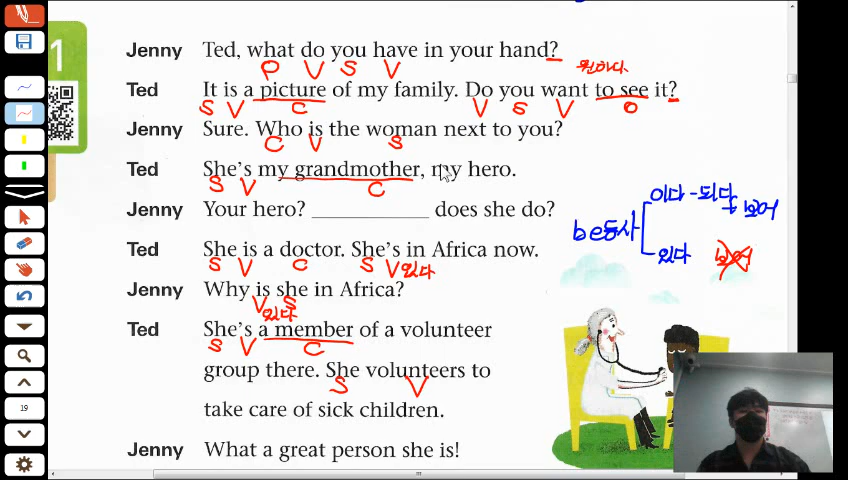 1
Jenny Ted, what do you have in your hand?
O V S V
원하다
Ted It is a picture of my family. Do you want to see it?
S V C V S V O
Jenny Sure. Who is the woman next to you?
C V S
Ted She's my grandmother, my hero.
S V C
이다 - 되다
+ 보어
Jenny Your hero? ____________ does she do?
be동사
Ted She is a doctor. She's in Africa now.
S V C S V 있다
있다 보어
Jenny Why is she in Africa?
V S
있다
Ted She's a member of a volunteer
S V C
group there. She volunteers to
S V
take care of sick children.
19
Jenny What a great person she is!